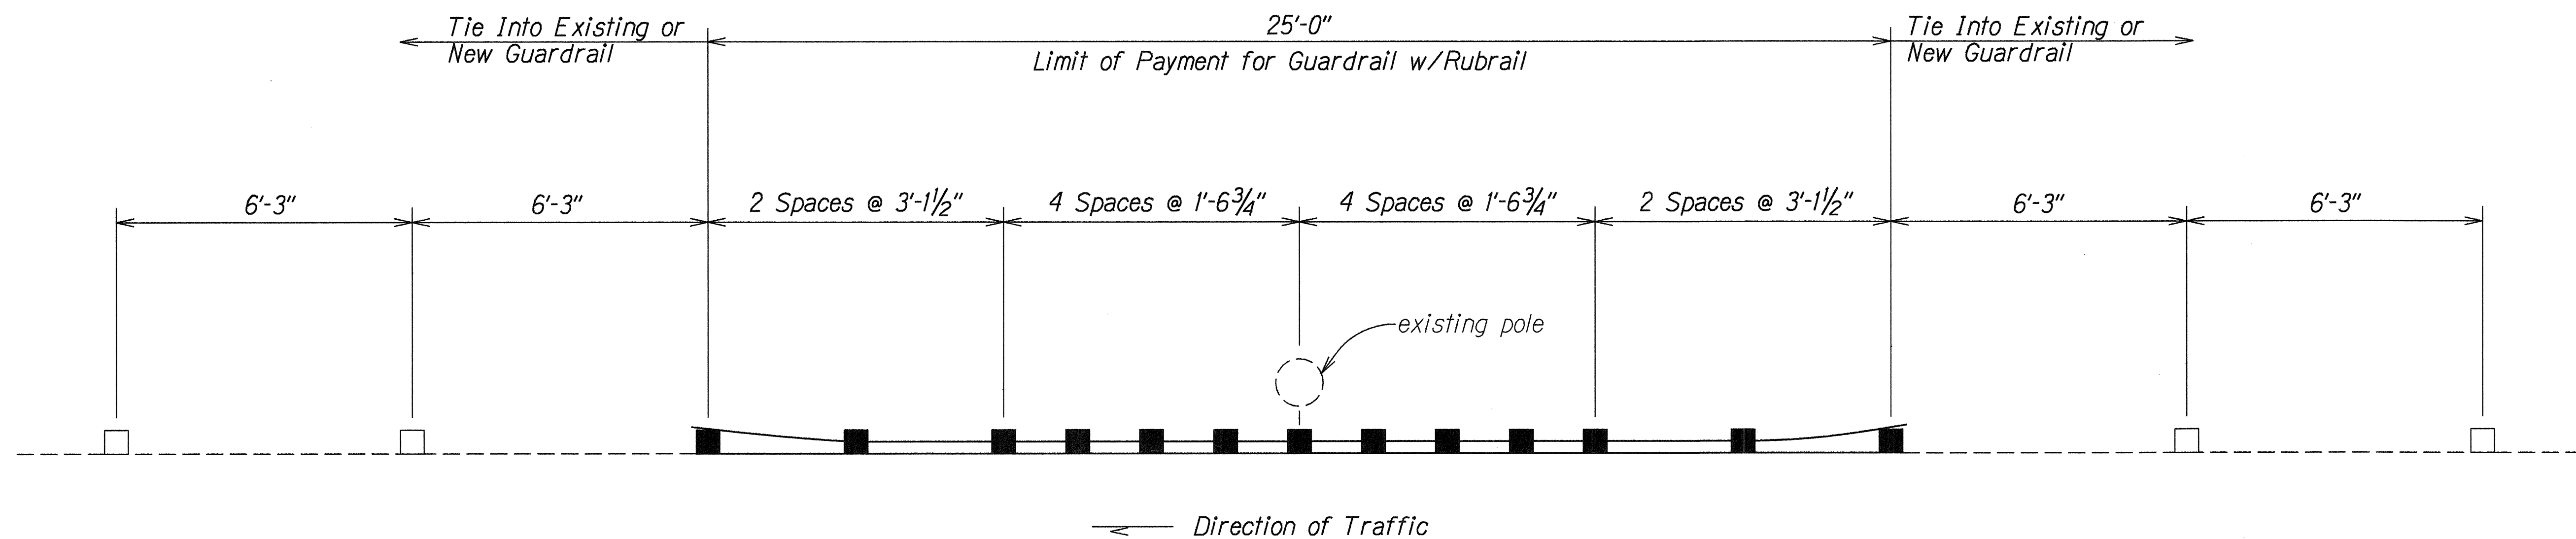 Tie Into Existing or
New Guardrail
25'-0"
Limit of Payment for Guardrail w/Rubrail
Tie Into Existing or
New Guardrail
6'-3"
6'-3"
2 Spaces @ 3'-1½"
4 Spaces @ 1'-6¾"
4 Spaces @ 1'-6¾"
2 Spaces @ 3'-1½"
6'-3"
6'-3"
existing pole
Direction of Traffic